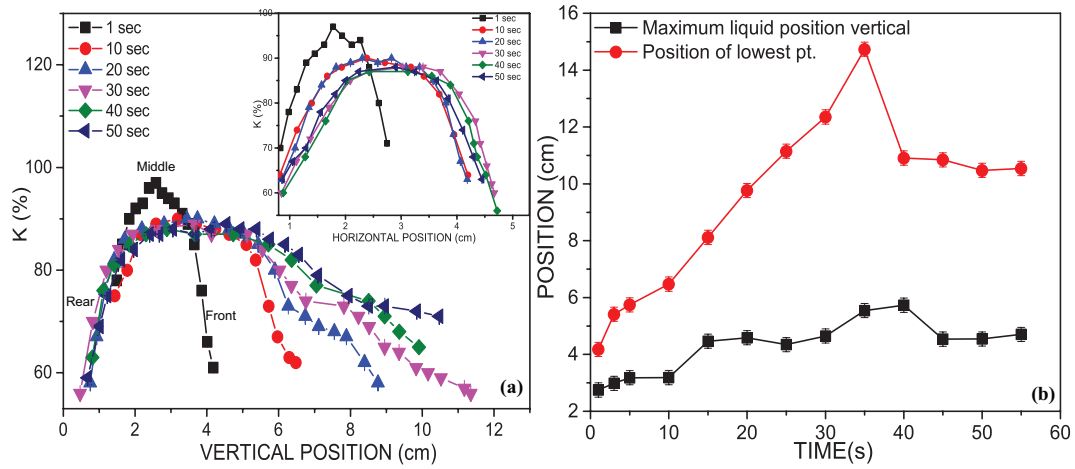 130
120
110
100
90
80
70
60
K (%)
1 sec
10 sec
20 sec
30 sec
40 sec
50 sec
Middle
Rear
Front
(a)
0 2 4 6 8 10 12
VERTICAL POSITION (cm)
100
90
80
70
60
K (%)
1 sec
10 sec
20 sec
30 sec
40 sec
50 sec
1 2 3 4 5
HORIZONTAL POSITION (cm)
16
14
12
10
8
6
4
2
POSITION (cm)
Maximum liquid position vertical
Position of lowest pt.
(b)
0 10 20 30 40 50 60
TIME(s)